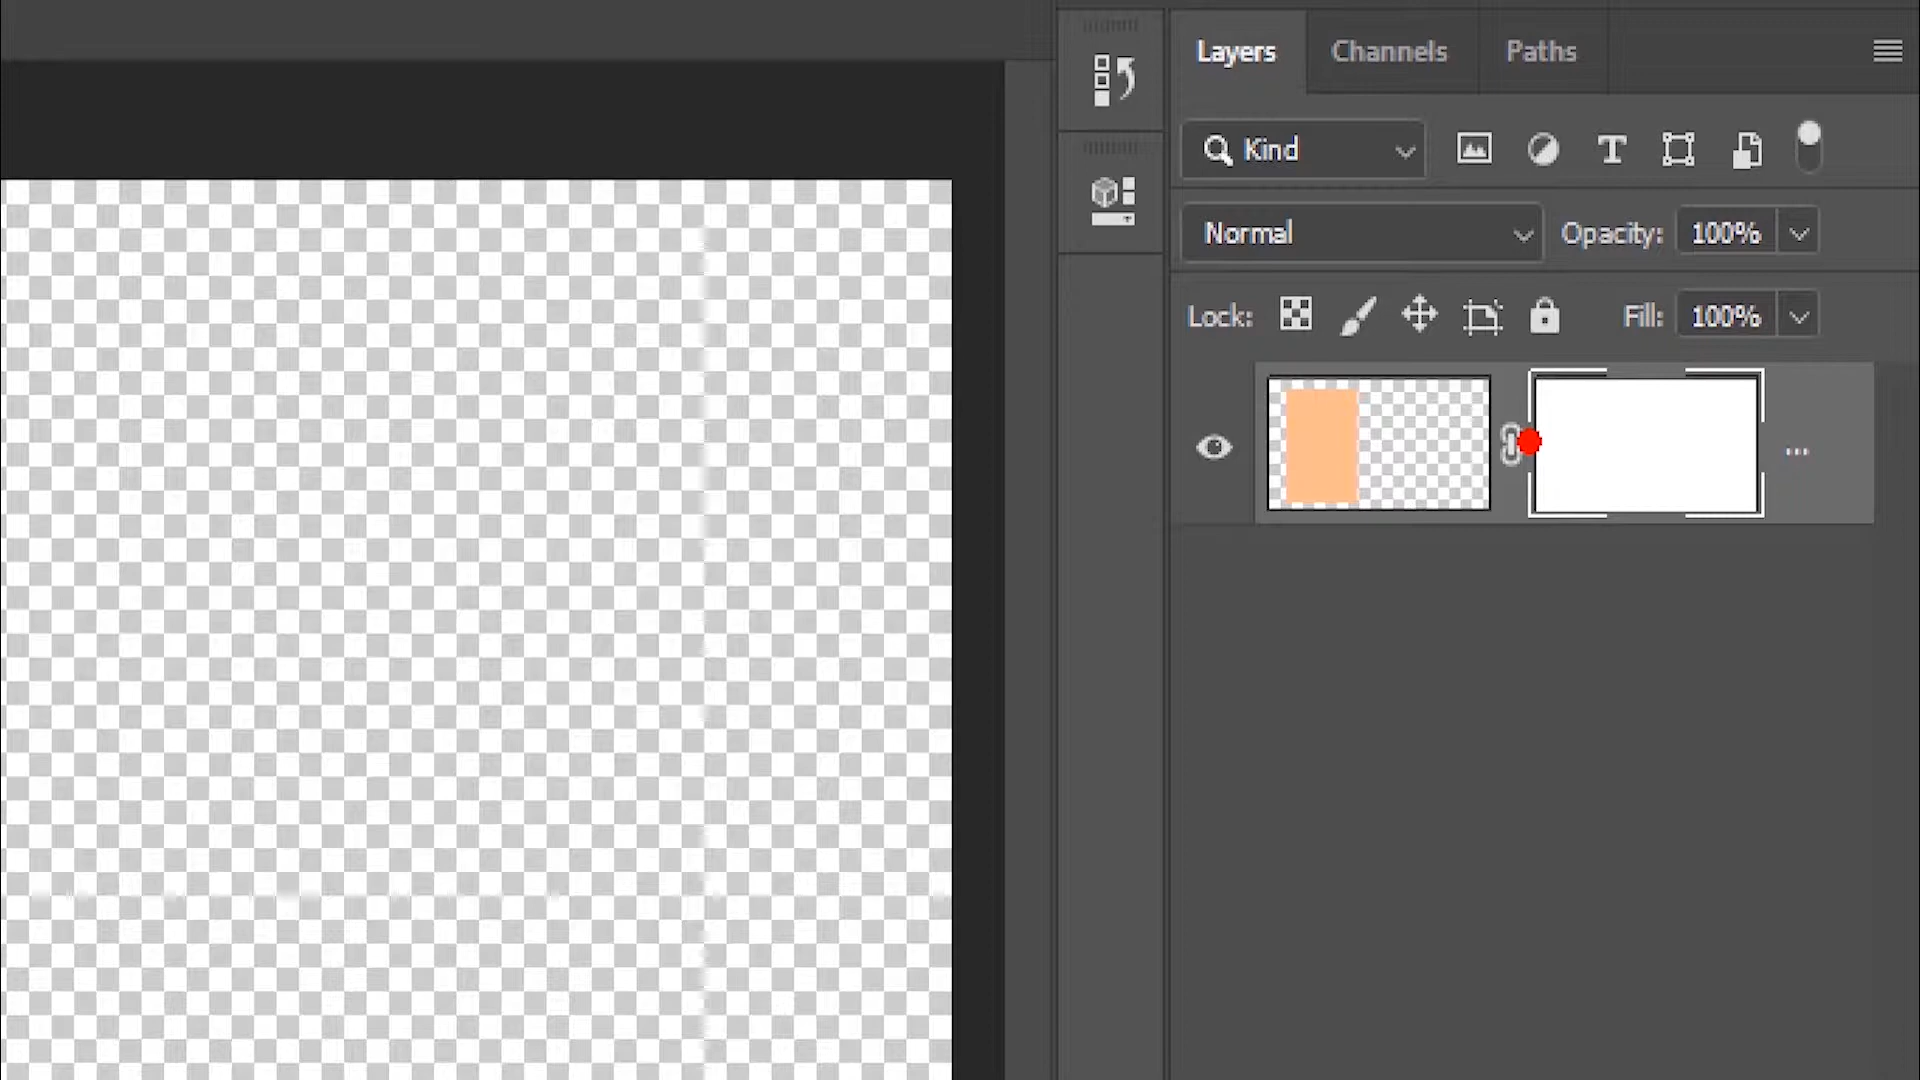 Layers Channels Paths
Kind
Normal Opacity: 100%
Lock: Fill: 100%
...